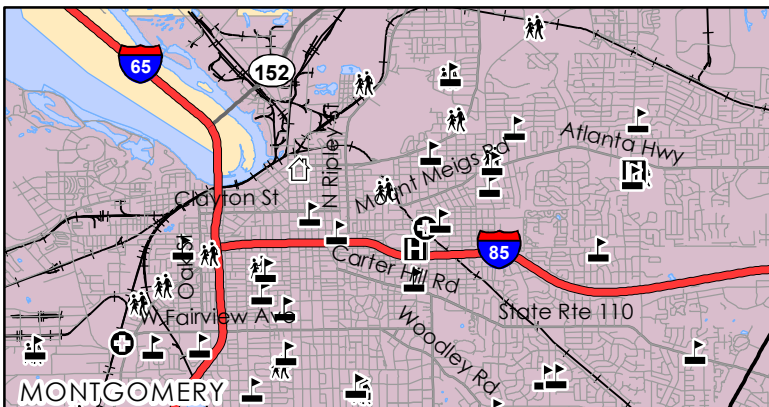 65
152
N Ripley St
Atlanta Hwy
Mount Meigs Rd
Clayton St
H
H
85
Oak St
Carter Hill Rd
State Rte 110
W Fairview Ave
Woodley Rd
MONTGOMERY